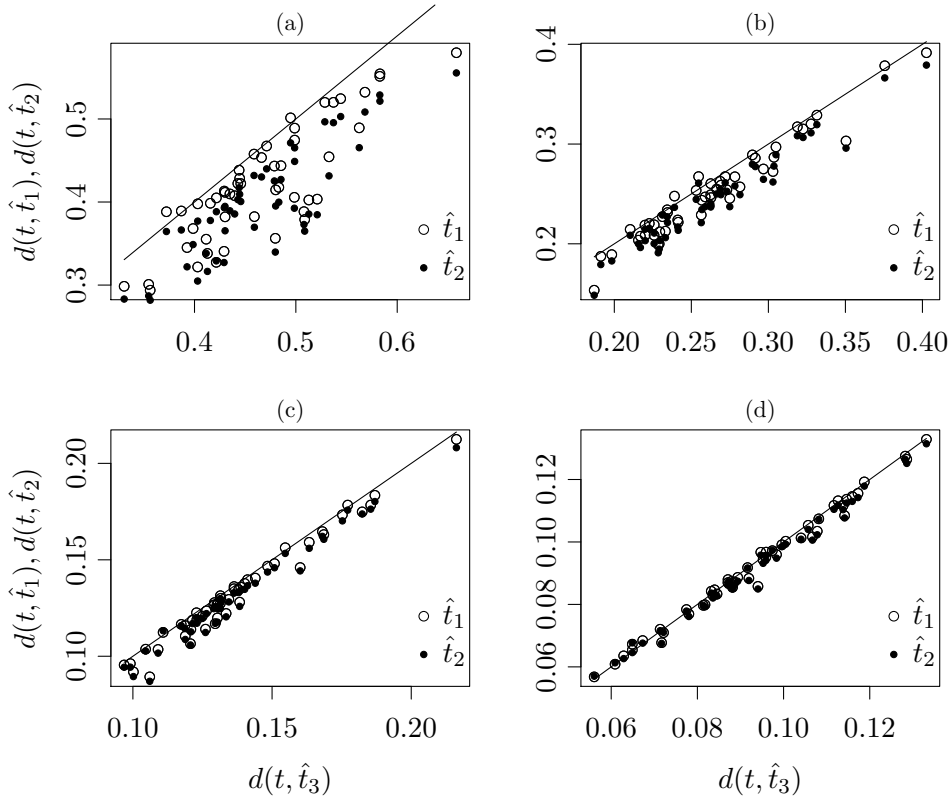 (a)
(b)
d(t, t̂₁), d(t, t̂₂)
0.3 0.4 0.5
0.4 0.5 0.6
t̂₁
t̂₂
0.2 0.3 0.4
0.20 0.25 0.30 0.35 0.40
t̂₁
t̂₂
(c)
(d)
d(t, t̂₁), d(t, t̂₂)
0.10 0.15 0.20
0.10 0.15 0.20
t̂₁
t̂₂
d(t, t̂₃)
0.06 0.08 0.10 0.12
0.06 0.08 0.10 0.12
t̂₁
t̂₂
d(t, t̂₃)